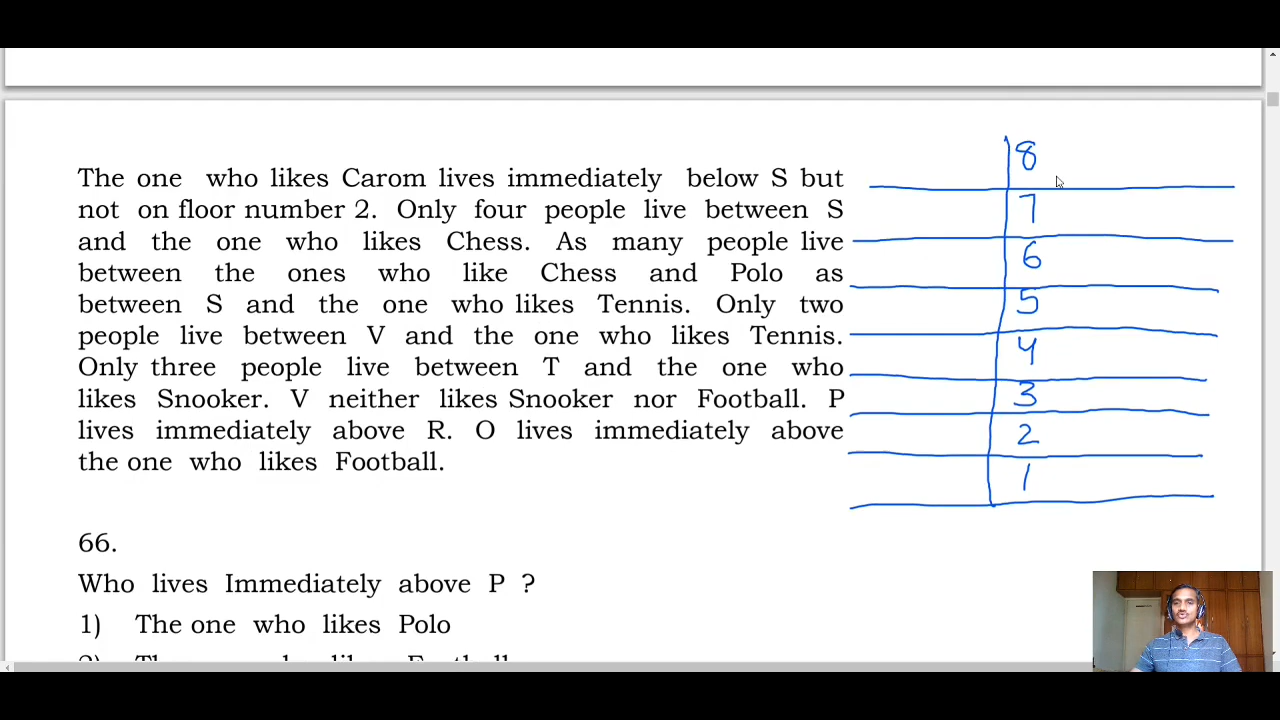 The one who likes Carom lives immediately below S but
not on floor number 2. Only four people live between S
and the one who likes Chess. As many people live
between the ones who like Chess and Polo as
between S and the one who likes Tennis. Only two
people live between V and the one who likes Tennis.
Only three people live between T and the one who
likes Snooker. V neither likes Snooker nor Football. P
lives immediately above R. O lives immediately above
the one who likes Football.
66.
Who lives Immediately above P ?
1) The one who likes Polo
8
7
6
5
4
3
2
1